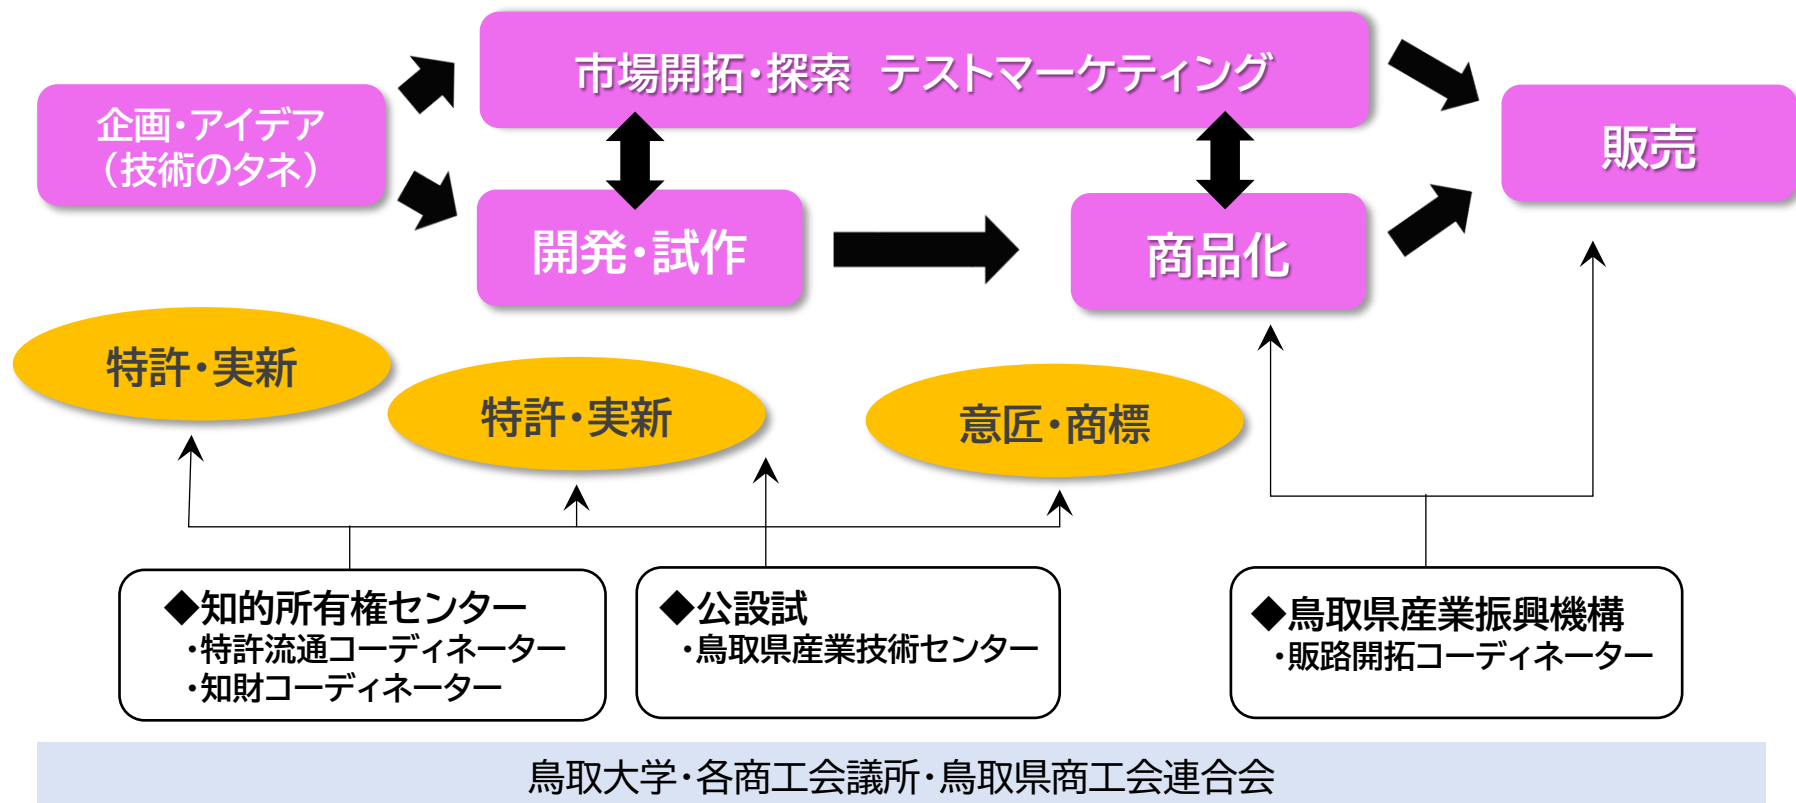 市場開拓・探索　テストマーケティング
企画・アイデア
（技術のタネ）
販売
開発・試作
商品化
特許・実新
特許・実新
意匠・商標
◆知的所有権センター
・特許流通コーディネーター
・知財コーディネーター
◆公設試
・鳥取県産業技術センター
◆鳥取県産業振興機構
・販路開拓コーディネーター
鳥取大学・各商工会議所・鳥取県商工会連合会